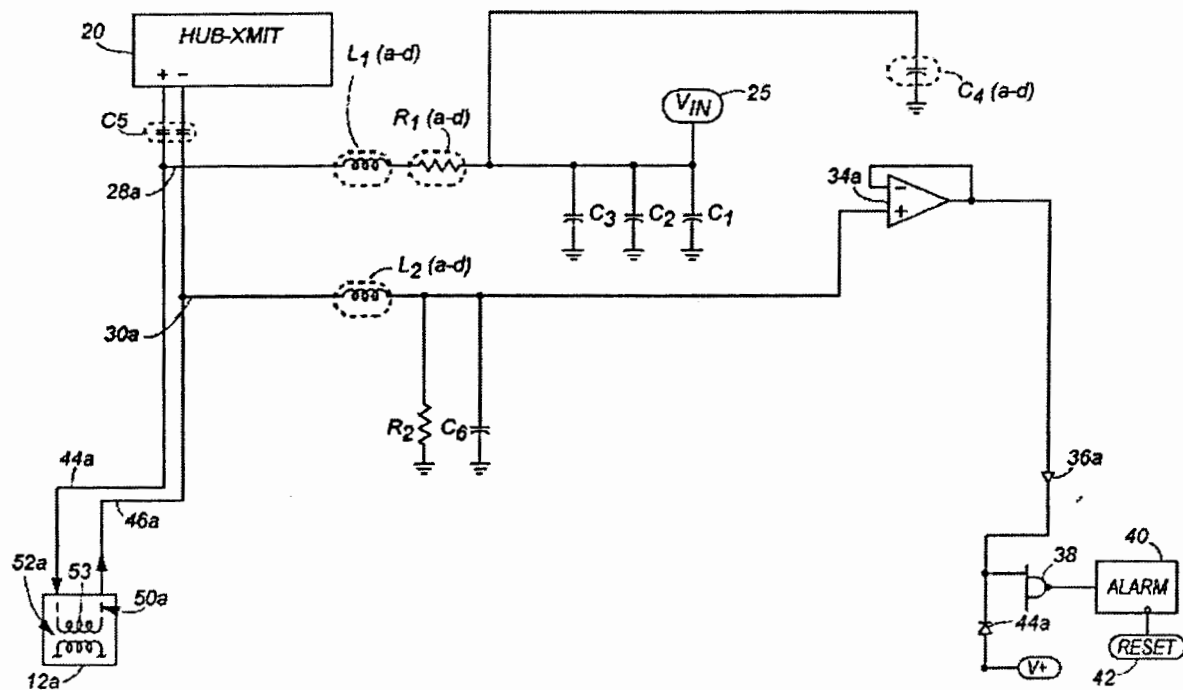 20
HUB-XMIT
+ −
C5
L1 (a-d)
R1 (a-d)
VIN
25
C4 (a-d)
28a
C3
C2
C1
34a
−
+
L2 (a-d)
30a
R2
C6
44a
46a
36a
52a
53
50a
12a
38
40
ALARM
44a
V+
RESET
42